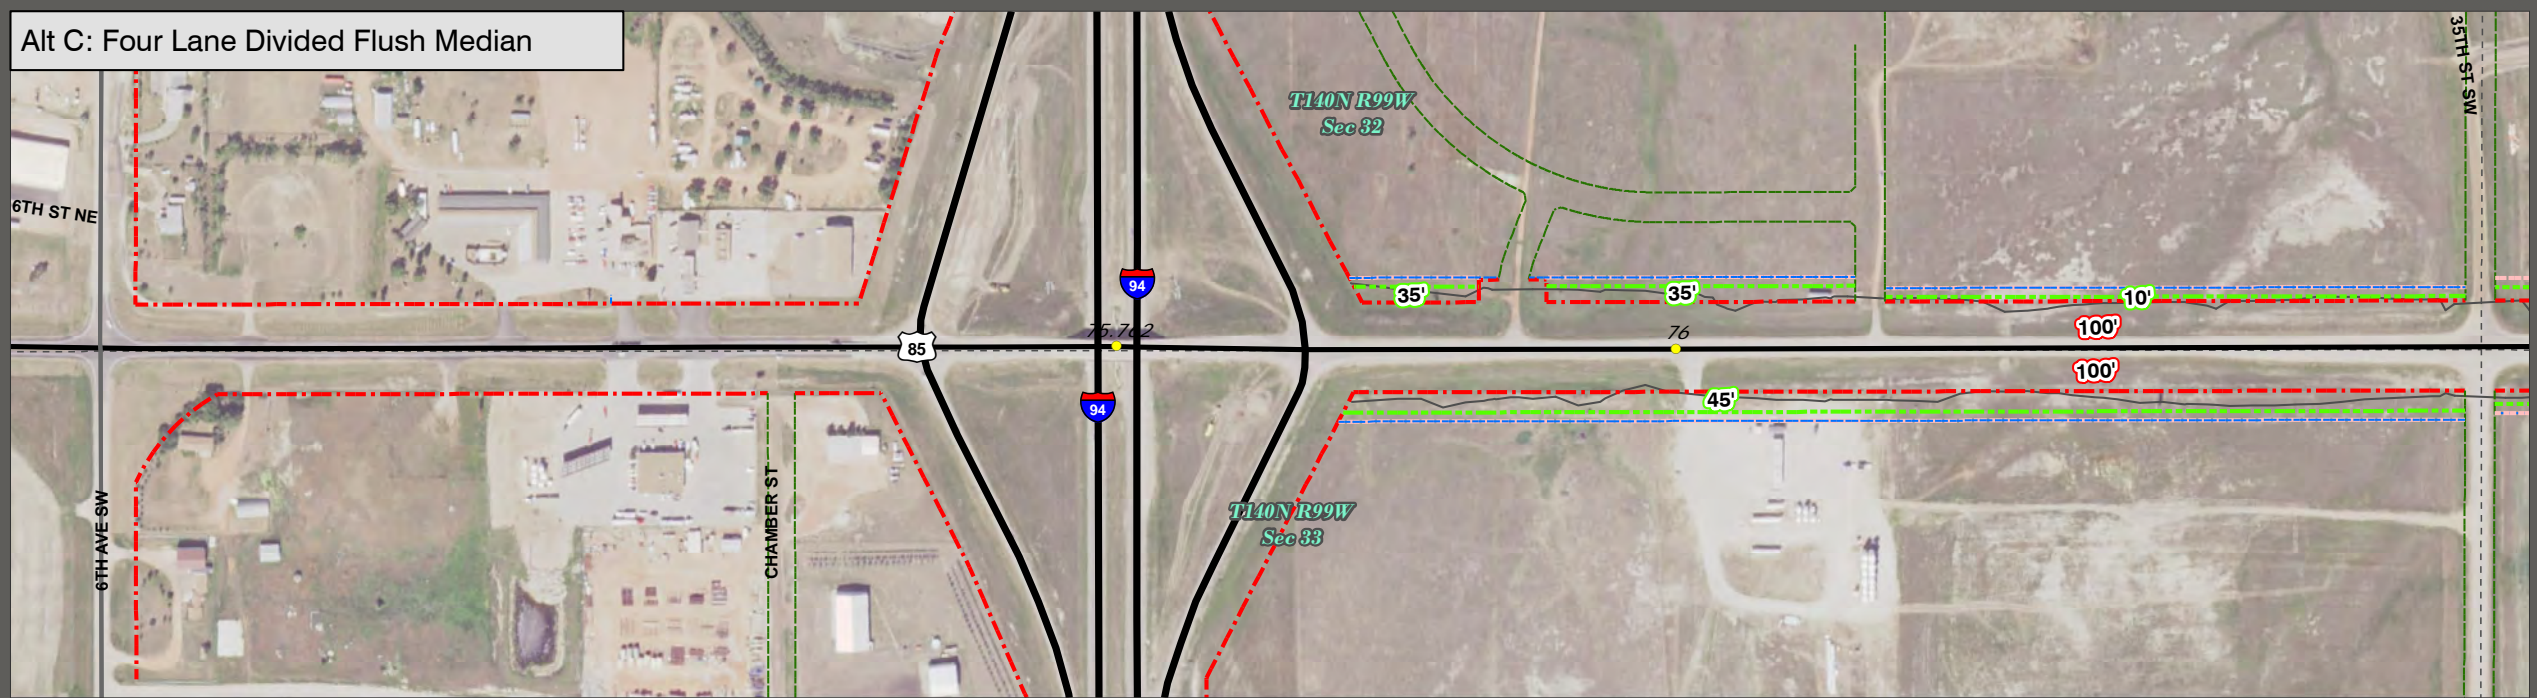 Alt C: Four Lane Divided Flush Median
35TH ST SW
T140N R99W
Sec 32
6TH ST NE
94
35'
35'
10'
75.762
76
100'
85
100'
94
45'
6TH AVE SW
CHAMBER ST
T140N R99W
Sec 33